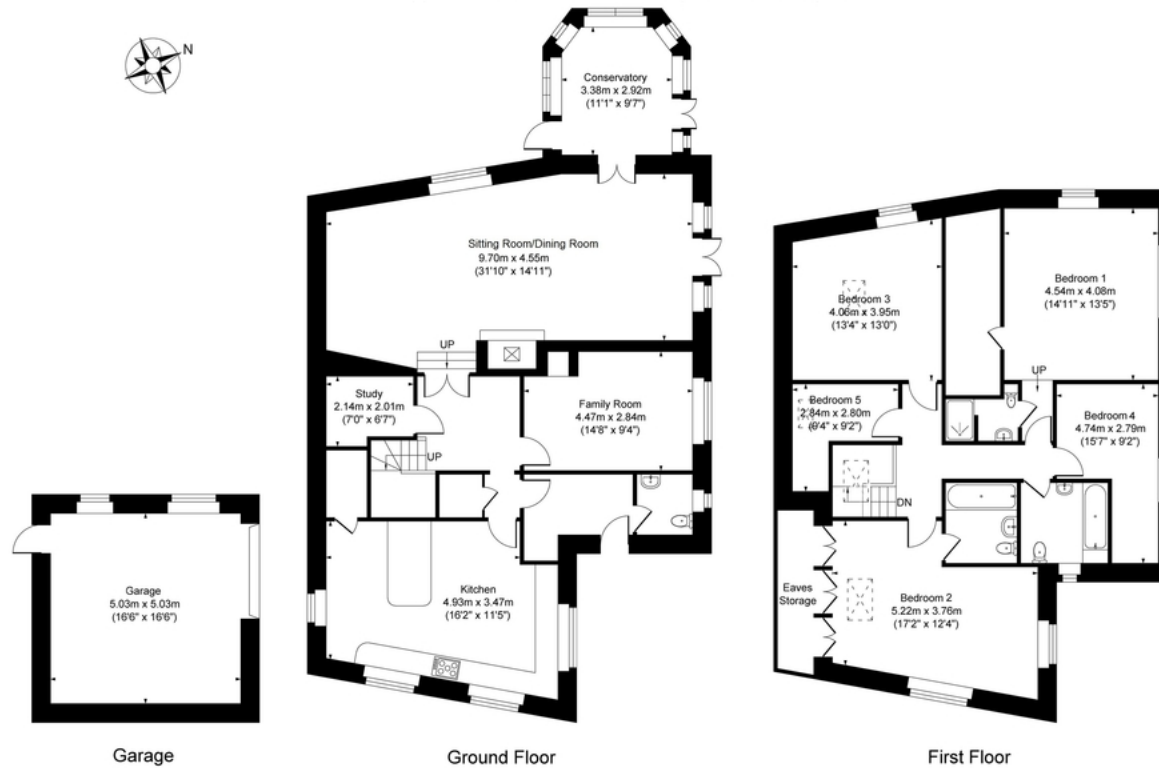 N
Conservatory
3.38m x 2.92m
(11'1" x 9'7")
Sitting Room/Dining Room
9.70m x 4.55m
(31'10" x 14'11")
UP
Study
2.14m x 2.01m
(7'0" x 6'7")
Family Room
4.47m x 2.84m
(14'8" x 9'4")
UP
Kitchen
4.93m x 3.47m
(16'2" x 11'5")
Garage
5.03m x 5.03m
(16'6" x 16'6")
Bedroom 1
4.54m x 4.08m
(14'11" x 13'5")
Bedroom 3
4.06m x 3.95m
(13'4" x 13'0")
UP
Bedroom 5
2.84m x 2.80m
(9'4" x 9'2")
Bedroom 4
4.74m x 2.79m
(15'7" x 9'2")
DN
Eaves
Storage
Bedroom 2
5.22m x 3.76m
(17'2" x 12'4")
Garage
Ground Floor
First Floor